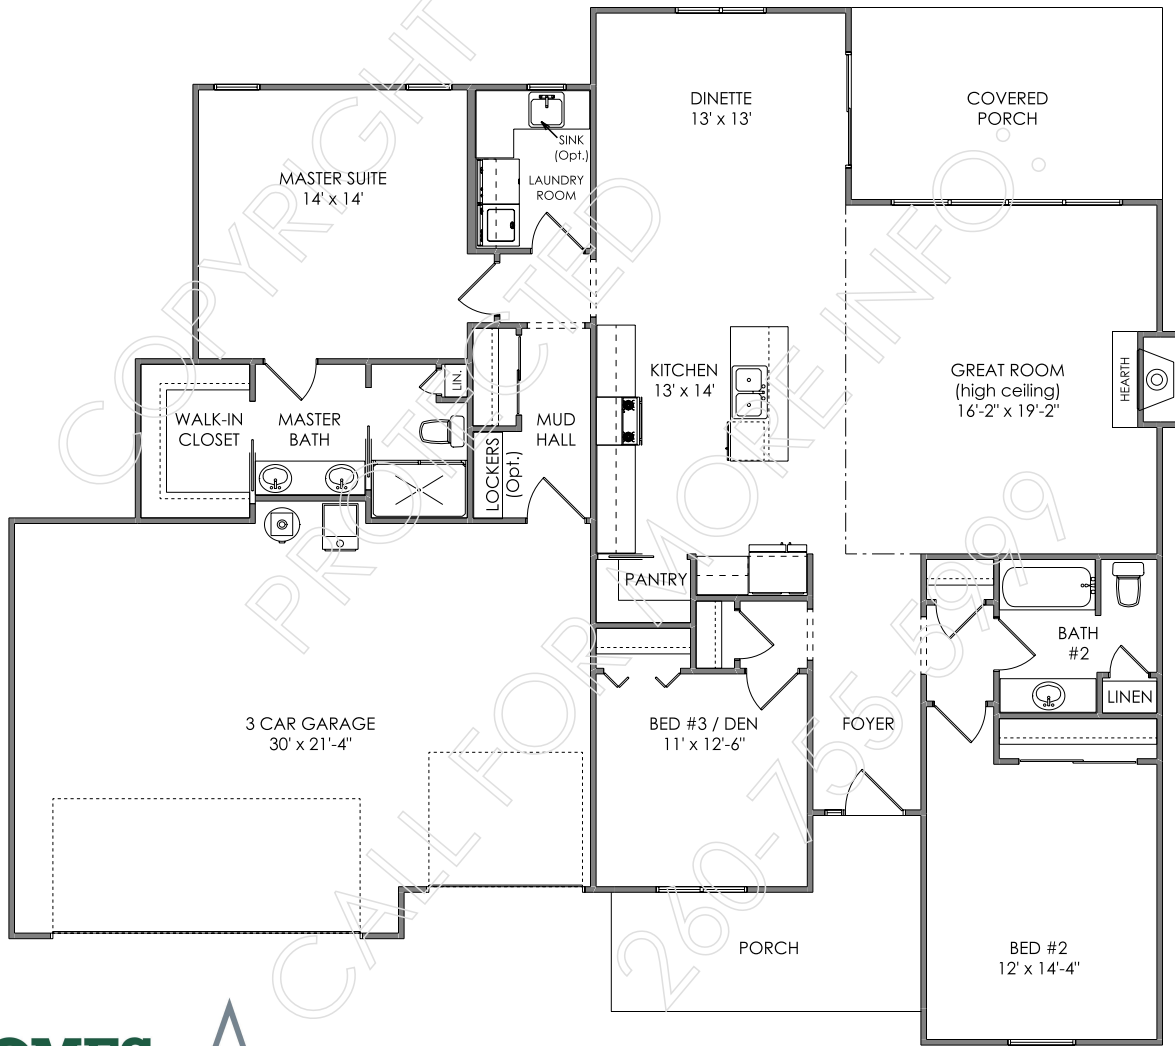 DINETTE
13' x 13'
COVERED
PORCH
SINK
(Opt.)
LAUNDRY
ROOM
MASTER SUITE
14' x 14'
KITCHEN
13' x 14'
GREAT ROOM
(high ceiling)
16'-2" x 19'-2"
HEARTH
LIN.
WALK-IN
CLOSET
MASTER
BATH
MUD
HALL
LOCKERS
(Opt.)
PANTRY
BATH
#2
LINEN
3 CAR GARAGE
30' x 21'-4"
BED #3 / DEN
11' x 12'-6"
FOYER
PORCH
BED #2
12' x 14'-4"
COPYRIGHT
PROTECTED
CALL FOR MORE INFO:
260-755-5999